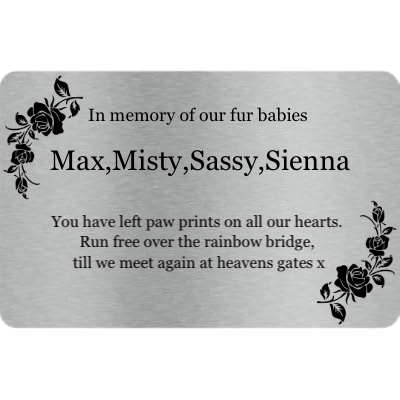 In memory of our fur babies
Max,Misty,Sassy,Sienna
You have left paw prints on all our hearts.
Run free over the rainbow bridge,
till we meet again at heavens gates x